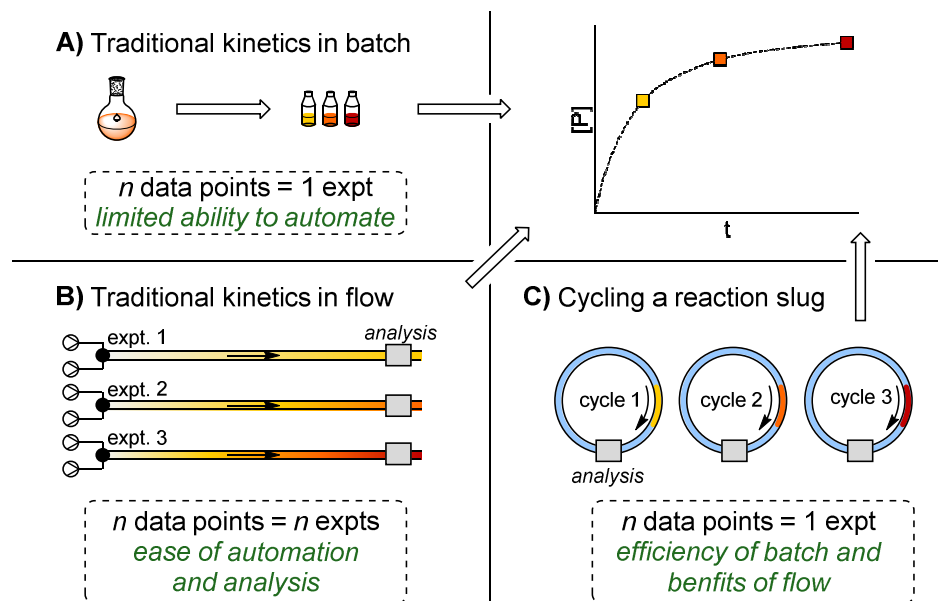 A) Traditional kinetics in batch
n data points = 1 expt
limited ability to automate
[P]
t
B) Traditional kinetics in flow
expt. 1
analysis
expt. 2
expt. 3
n data points = n expts
ease of automation
and analysis
C) Cycling a reaction slug
cycle 1
cycle 2
cycle 3
analysis
n data points = 1 expt
efficiency of batch and
benfits of flow